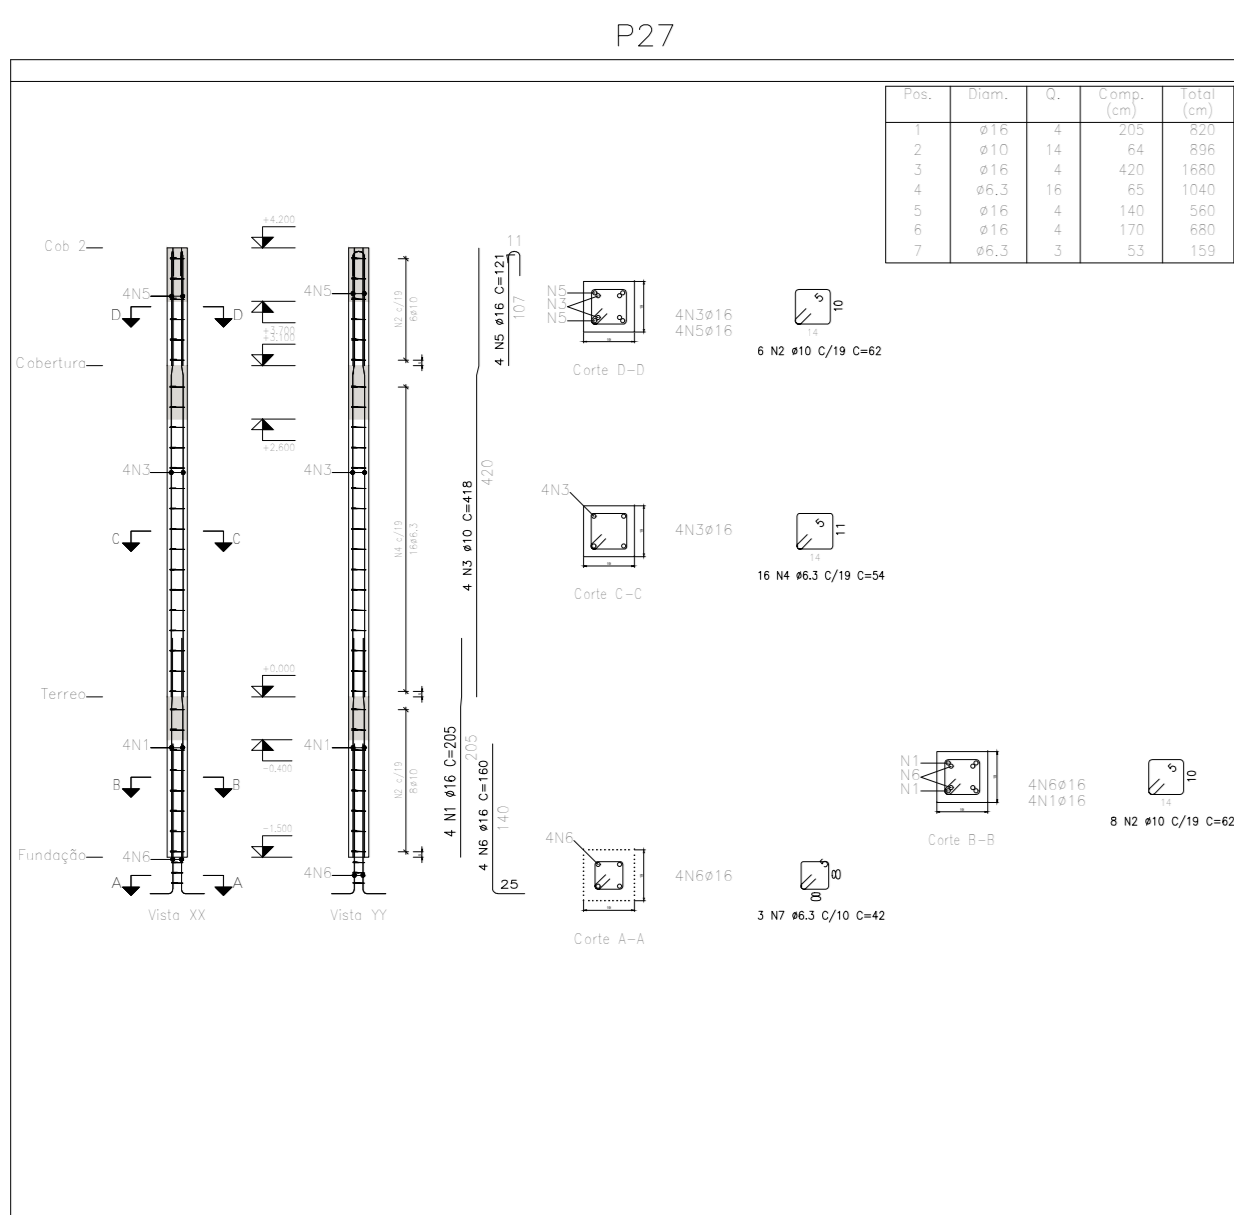 P27
Pos. Diam. Q. Comp. (cm) Total (cm)
1 ø16 4 205 820
2 ø10 14 64 896
3 ø16 4 420 1680
4 ø6.3 16 65 1040
5 ø16 4 140 560
6 ø16 4 170 680
7 ø6.3 3 53 159
Cob 2
4N5
D D
Cobertura
4N3
C C
Terreo
4N1
B B
Fundação
4N6
A A
Vista XX
+4.200
+3.700
+3.100
+2.600
+0.000
-0.400
-1.500
4N5
4N3
4N1
4N6
Vista YY
N2 c/19
6ø10
N4 c/19
16ø6.3
N2 c/19
8ø10
11
4 N5 ø16 C=121
107
4 N3 ø10 C=418
420
4 N1 ø16 C=205
205
4 N6 ø16 C=160
140
25
N5
N3
N5
4N3ø16
4N5ø16
Corte D-D
5
10
14
6 N2 ø10 C/19 C=62
4N3
4N3ø16
Corte C-C
5
11
14
16 N4 ø6.3 C/19 C=54
N1
N6
N1
4N6ø16
4N1ø16
Corte B-B
5
10
14
8 N2 ø10 C/19 C=62
4N6
4N6ø16
Corte A-A
5
8
8
3 N7 ø6.3 C/10 C=42